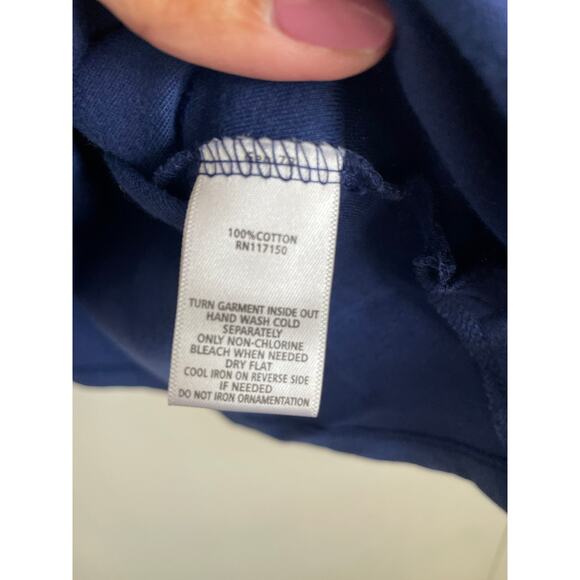 100%COTTON
RN117150
TURN GARMENT INSIDE OUT
HAND WASH COLD
SEPARATELY
ONLY NON-CHLORINE
BLEACH WHEN NEEDED
DRY FLAT
COOL IRON ON REVERSE SIDE
IF NEEDED
DO NOT IRON ORNAMENTATION